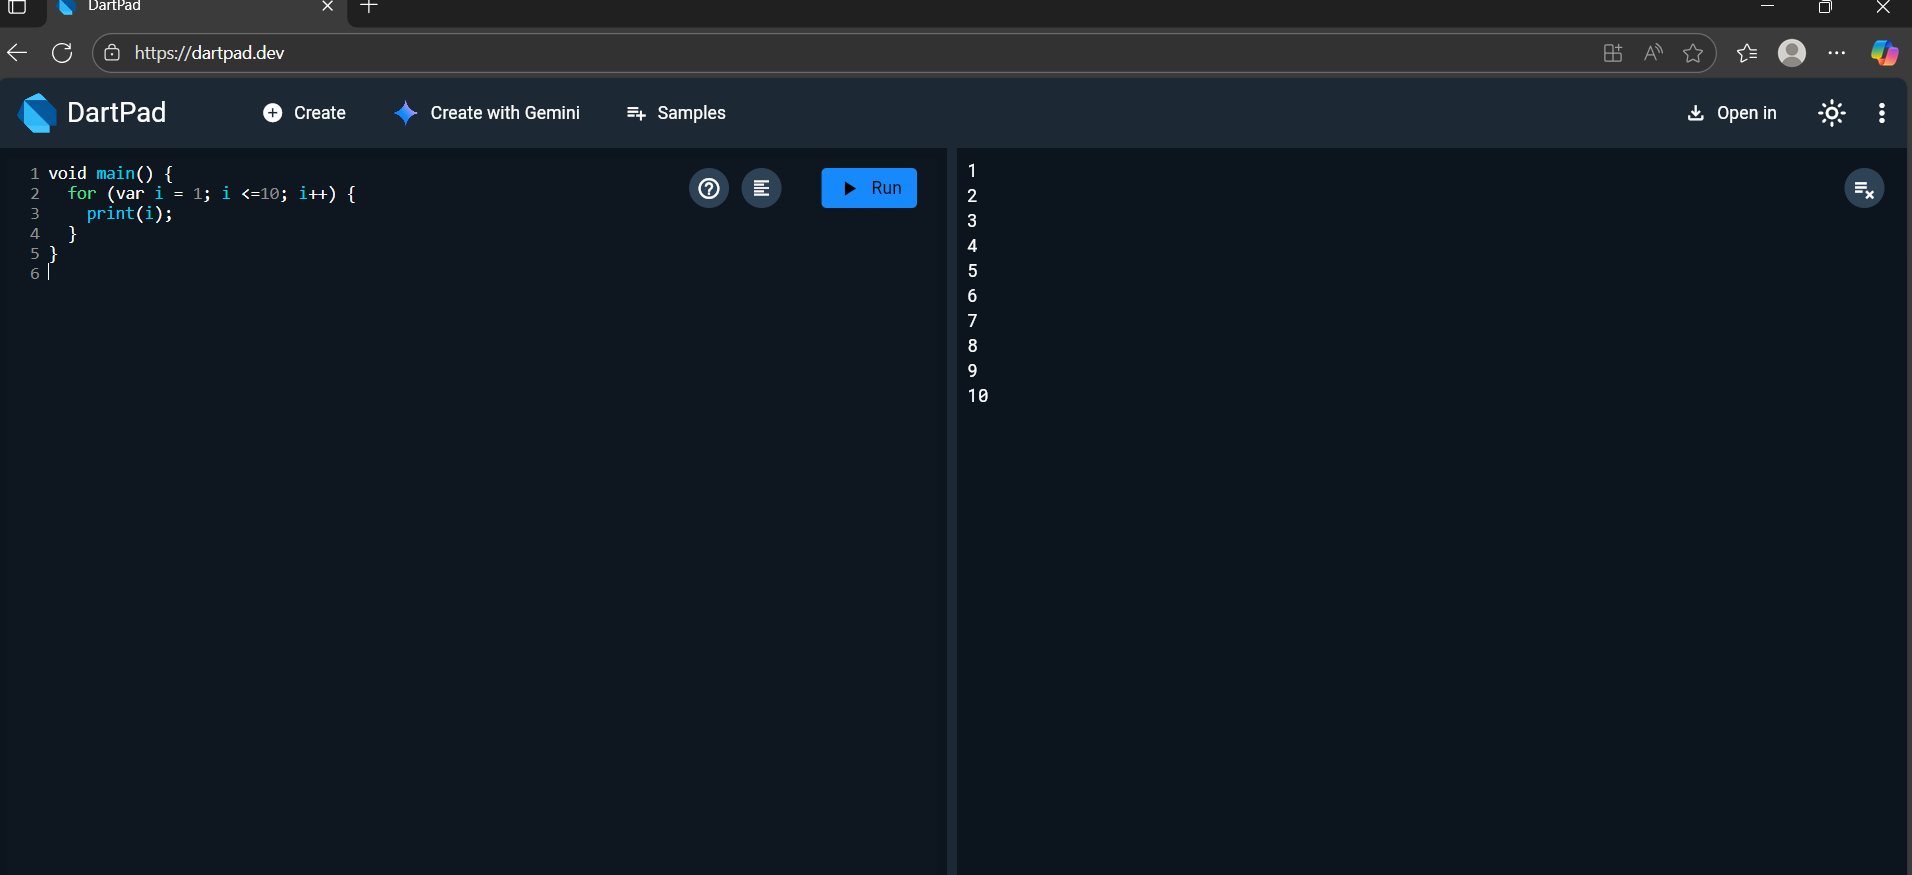 DartPad
https://dartpad.dev
DartPad
Create
Create with Gemini
Samples
Open in
1 void main() {
2   for (var i = 1; i <=10; i++) {
3     print(i);
4   }
5 }
6
Run
1
2
3
4
5
6
7
8
9
10